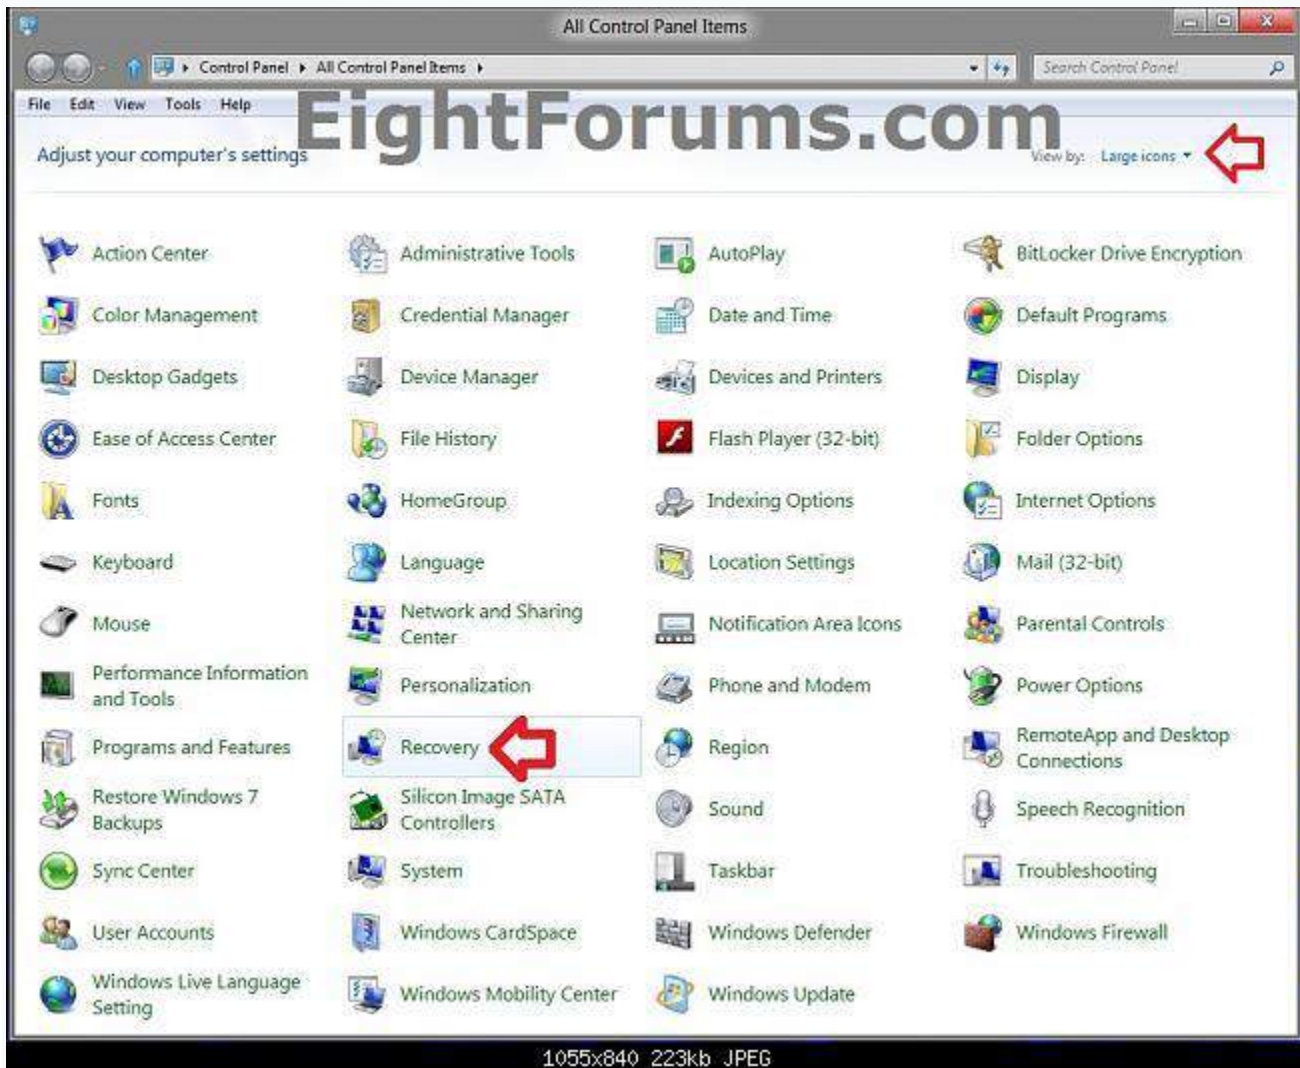 All Control Panel Items
Control Panel All Control Panel Items Search Control Panel
File Edit View Tools Help
EightForums.com
Adjust your computer's settings View by: Large icons
Action Center Administrative Tools AutoPlay BitLocker Drive Encryption
Color Management Credential Manager Date and Time Default Programs
Desktop Gadgets Device Manager Devices and Printers Display
Ease of Access Center File History Flash Player (32-bit) Folder Options
Fonts HomeGroup Indexing Options Internet Options
Keyboard Language Location Settings Mail (32-bit)
Mouse Network and Sharing
Center Notification Area Icons Parental Controls
Performance Information
and Tools Personalization Phone and Modem Power Options
Programs and Features Recovery Region RemoteApp and Desktop
Connections
Restore Windows 7
Backups Silicon Image SATA
Controllers Sound Speech Recognition
Sync Center System Taskbar Troubleshooting
User Accounts Windows CardSpace Windows Defender Windows Firewall
Windows Live Language
Setting Windows Mobility Center Windows Update
1055x840 223kb JPEG